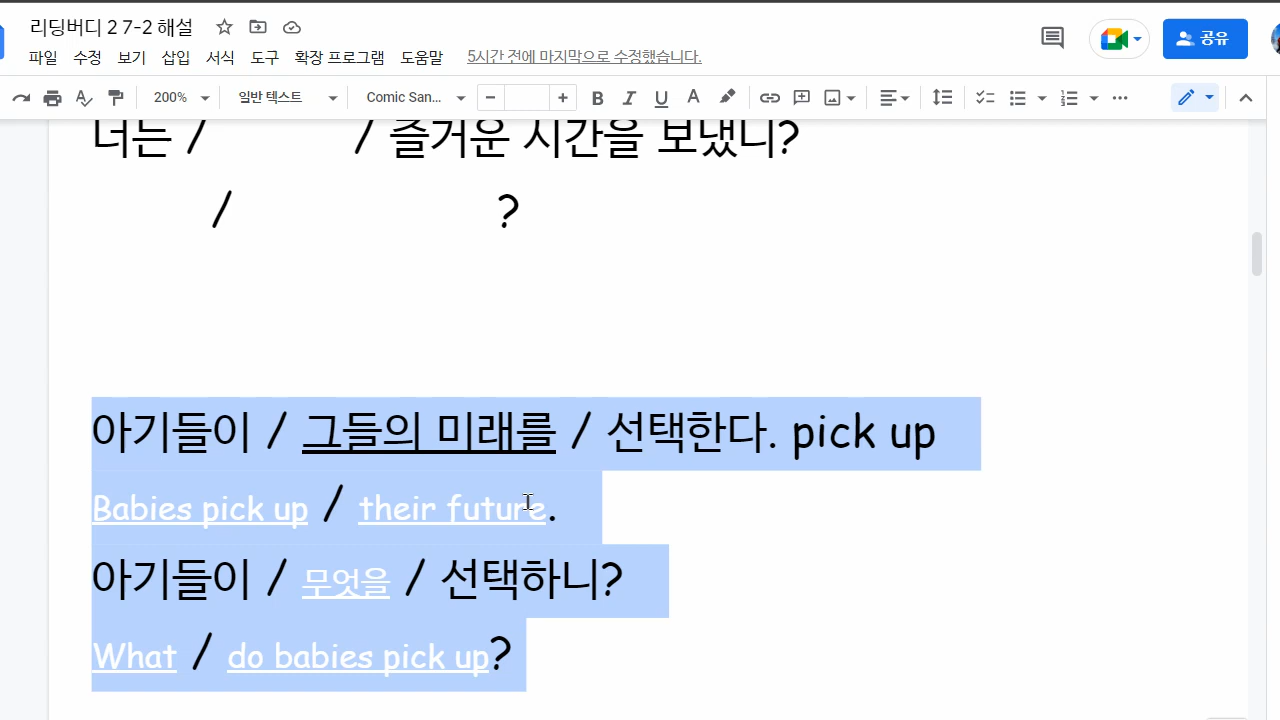 리딩버디 2 7-2 해설
파일 수정 보기 삽입 서식 도구 확장 프로그램 도움말 5시간 전에 마지막으로 수정했습니다.
공유
200% 일반 텍스트 Comic San... − + B I U A
너는 / / 즐거운 시간을 보냈니?
/ ?
아기들이 / 그들의 미래를 / 선택한다. pick up
Babies pick up / their future.
아기들이 / 무엇을 / 선택하니?
What / do babies pick up?